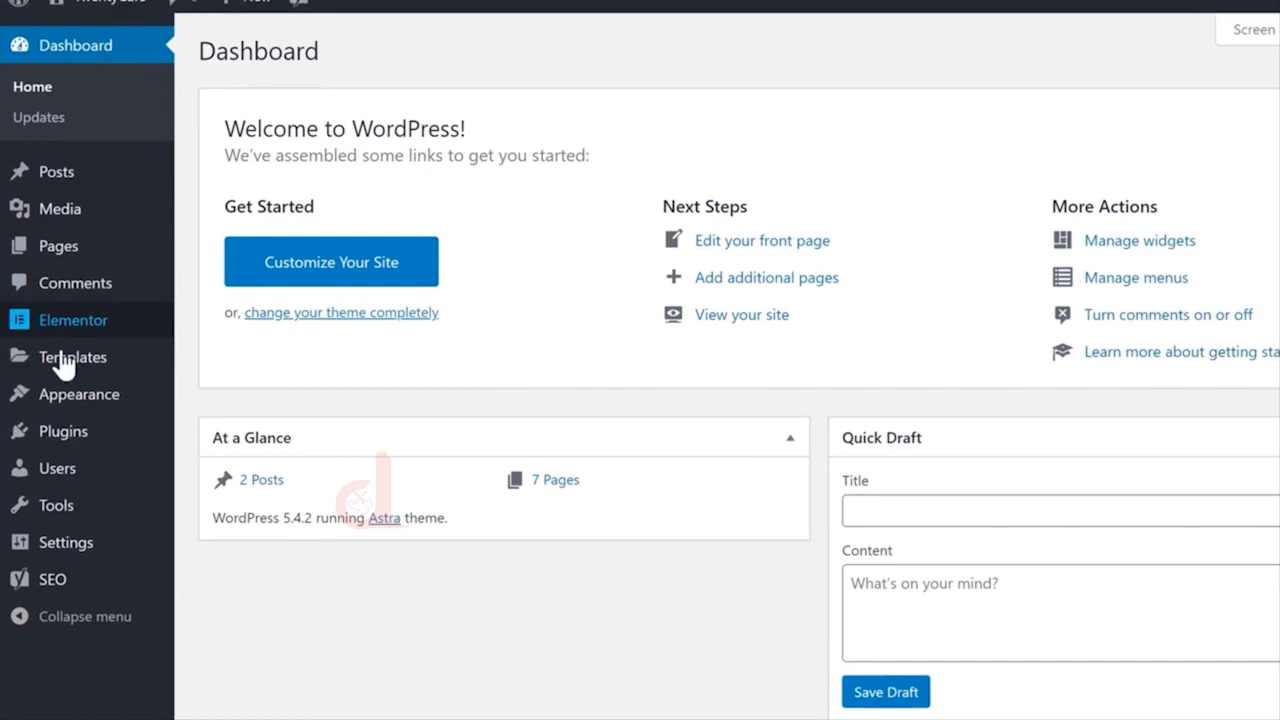 Dashboard
Home
Updates
Posts
Media
Pages
Comments
Elementor
Templates
Appearance
Plugins
Users
Tools
Settings
SEO
Collapse menu
Screen
Dashboard
Welcome to WordPress!
We've assembled some links to get you started:
Get Started
Customize Your Site
or, change your theme completely
Next Steps
Edit your front page
Add additional pages
View your site
More Actions
Manage widgets
Manage menus
Turn comments on or off
Learn more about getting sta
At a Glance
2 Posts
7 Pages
WordPress 5.4.2 running Astra theme.
Quick Draft
Title
Content
What's on your mind?
Save Draft